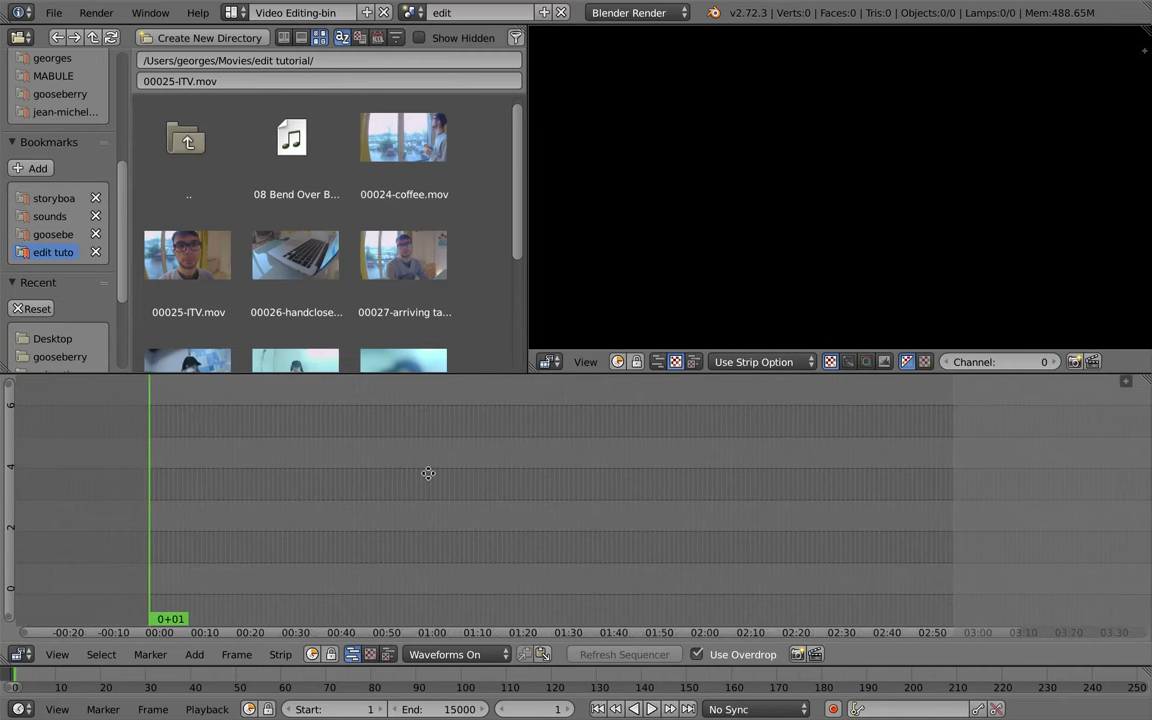 File Render Window Help Video Editing-bin edit Blender Render v2.72.3 | Verts:0 | Faces:0 | Tris:0 | Objects:0/0 | Lamps:0/0 | Mem:488.65M
Create New Directory Show Hidden
georges
MABULE
gooseberry
jean-michel...
/Users/georges/Movies/edit tutorial/
00025-ITV.mov
Bookmarks
Add
storyboa
sounds
goosebe
edit tuto
Recent
Reset
Desktop
gooseberry
..
08 Bend Over B...
00024-coffee.mov
00025-ITV.mov
00026-handclose...
00027-arriving ta...
View Use Strip Option Channel: 0
6
4
2
0
0+01
-00:20 -00:10 00:00 00:10 00:20 00:30 00:40 00:50 01:00 01:10 01:20 01:30 01:40 01:50 02:00 02:10 02:20 02:30 02:40 02:50 03:00 03:10 03:20 03:30
View Select Marker Add Frame Strip Waveforms On Refresh Sequencer Use Overdrop
0 10 20 30 40 50 60 70 80 90 100 110 120 130 140 150 160 170 180 190 200 210 220 230 240 250
View Marker Frame Playback Start: 1 End: 15000 1 No Sync